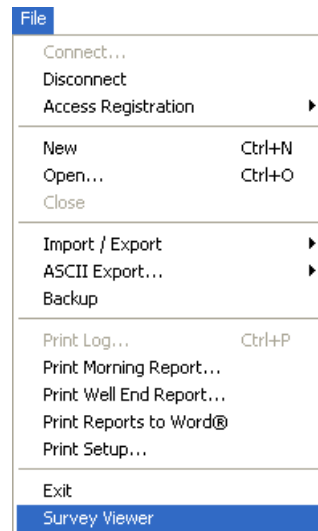 File
Connect...
Disconnect
Access Registration
New Ctrl+N
Open... Ctrl+O
Close
Import / Export
ASCII Export...
Backup
Print Log... Ctrl+P
Print Morning Report...
Print Well End Report...
Print Reports to Word®
Print Setup...
Exit
Survey Viewer